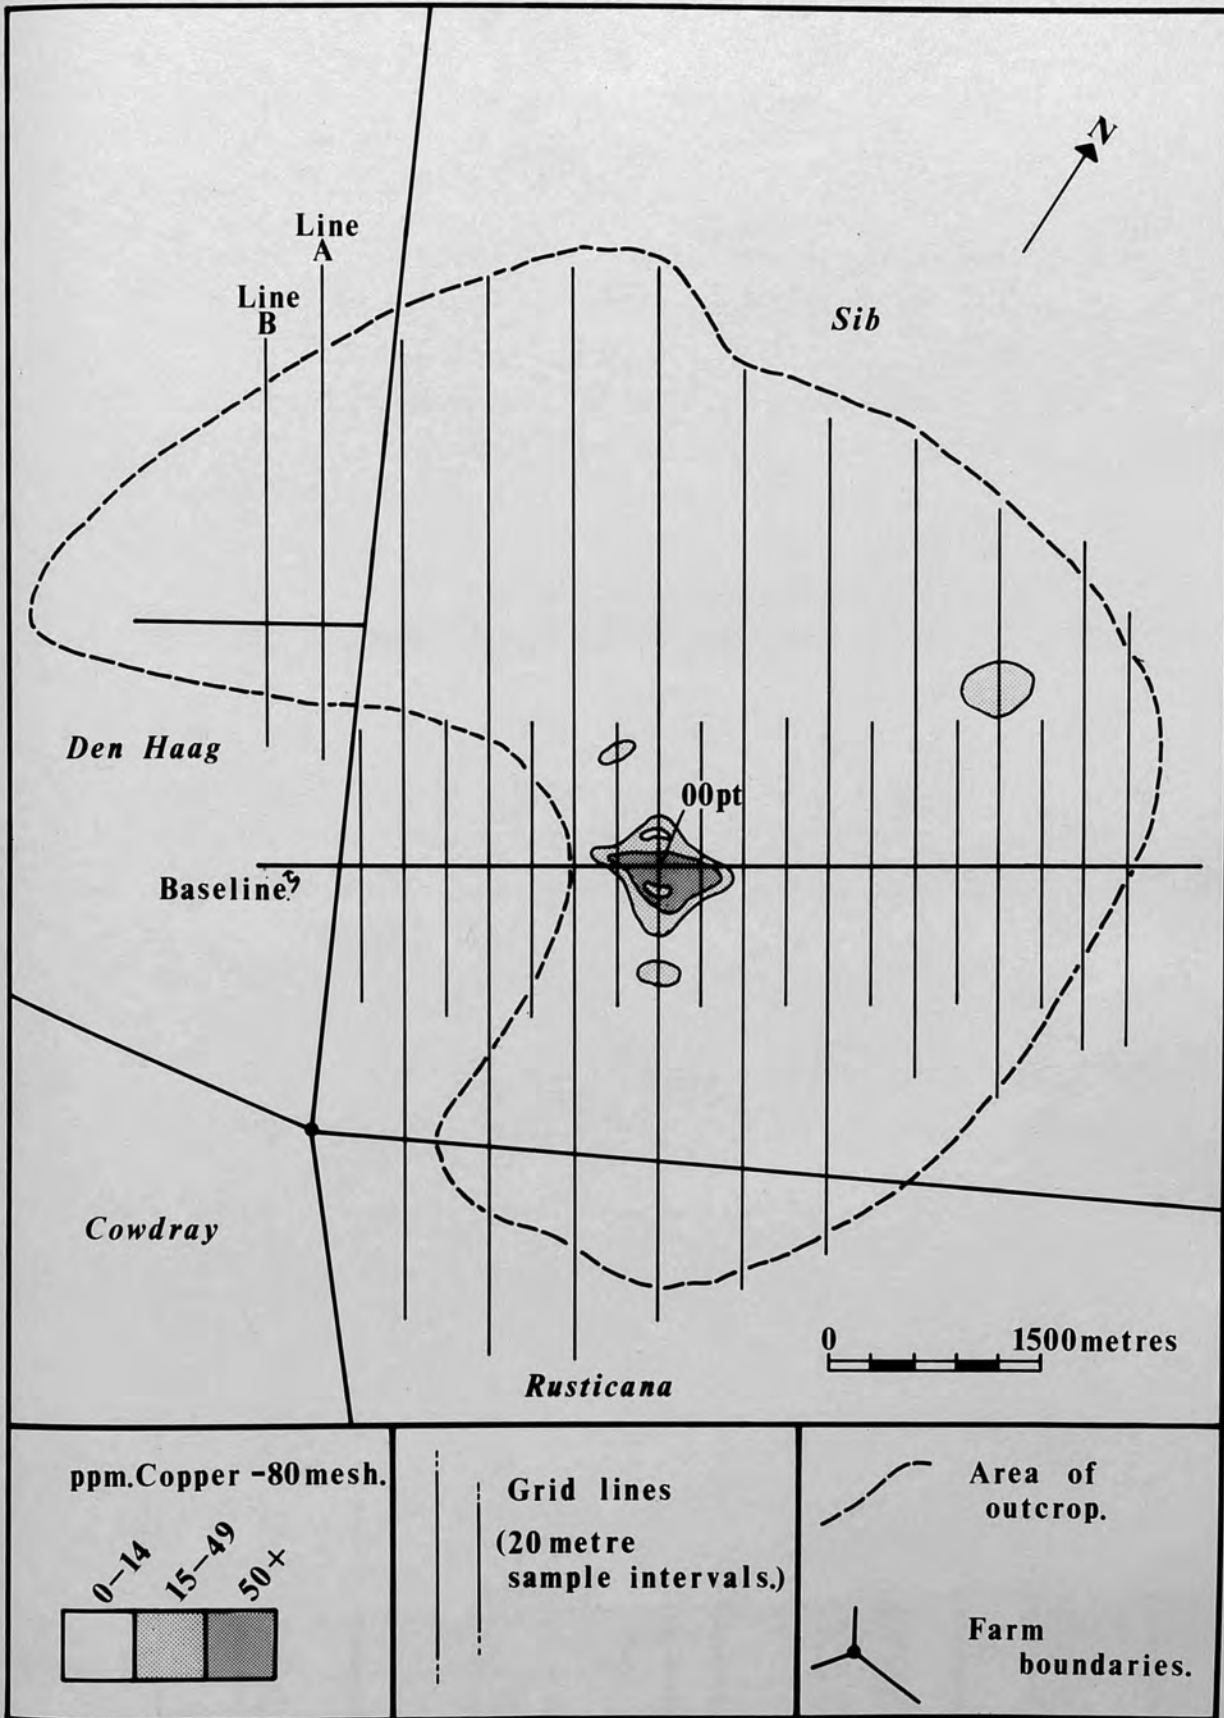 N
Line
A
Line
B
Sib
Den Haag
00pt
Baseline.
Cowdray
0 1500metres
Rusticana
ppm.Copper -80mesh.
0-14
15-49
50+
Grid lines
(20 metre
sample intervals.)
Area of
outcrop.
Farm
boundaries.